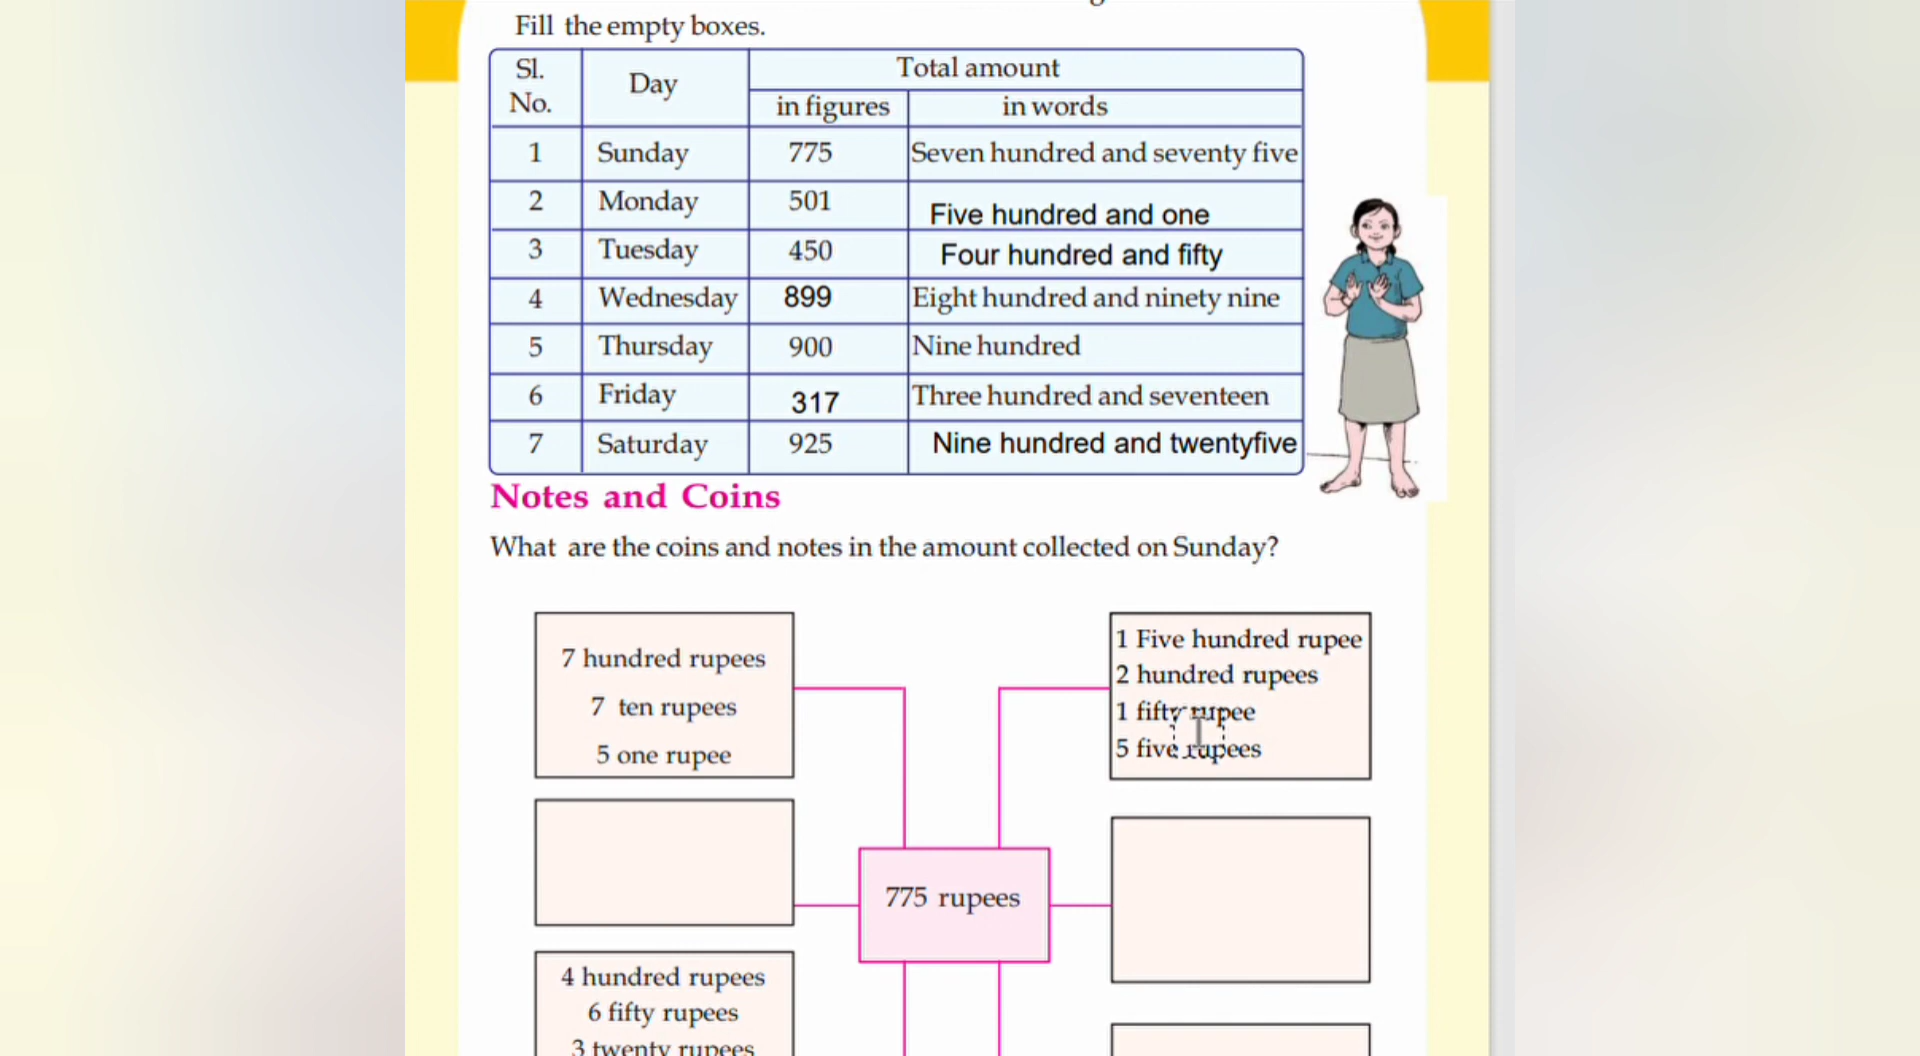 Fill the empty boxes.
Sl. No. Day Total amount
in figures in words
1 Sunday 775 Seven hundred and seventy five
2 Monday 501 Five hundred and one
3 Tuesday 450 Four hundred and fifty
4 Wednesday 899 Eight hundred and ninety nine
5 Thursday 900 Nine hundred
6 Friday 317 Three hundred and seventeen
7 Saturday 925 Nine hundred and twentyfive
Notes and Coins
What are the coins and notes in the amount collected on Sunday?
7 hundred rupees
7 ten rupees
5 one rupee
1 Five hundred rupee
2 hundred rupees
1 fifty rupee
5 five rupees
775 rupees
4 hundred rupees
6 fifty rupees
3 twenty rupees